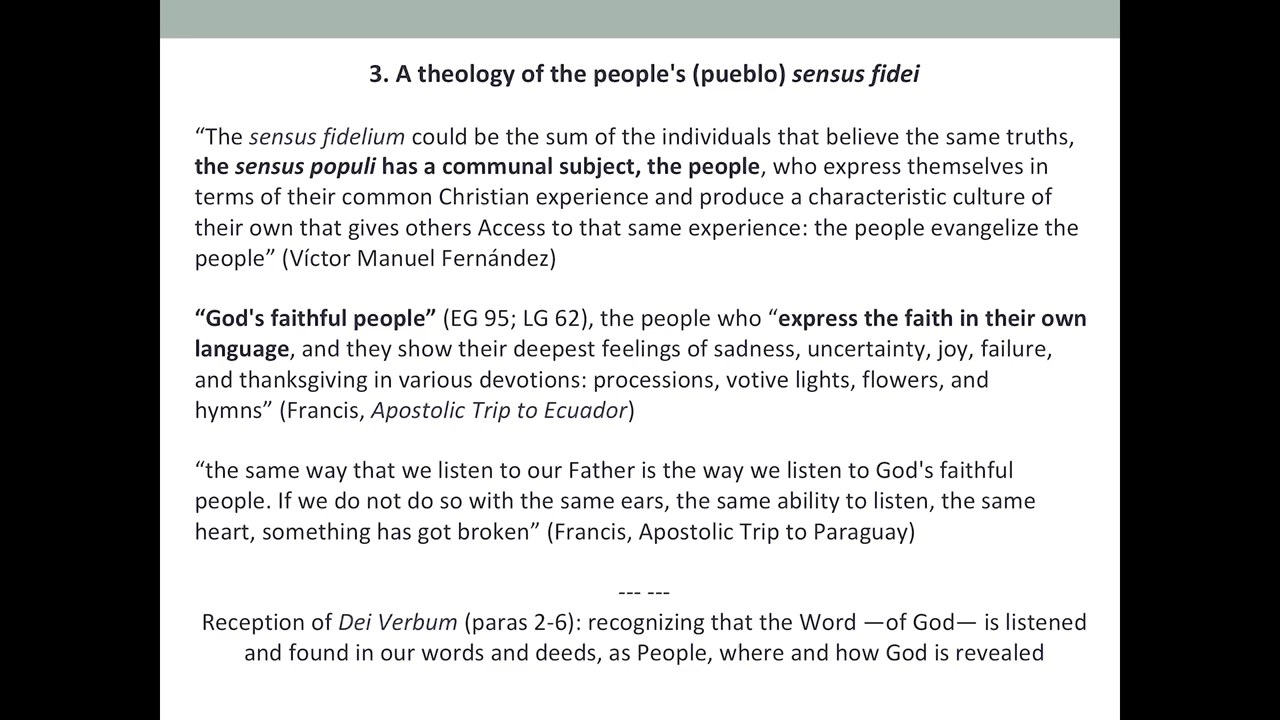 3. A theology of the people's (pueblo) sensus fidei
“The sensus fidelium could be the sum of the individuals that believe the same truths,
the sensus populi has a communal subject, the people, who express themselves in
terms of their common Christian experience and produce a characteristic culture of
their own that gives others Access to that same experience: the people evangelize the
people” (Víctor Manuel Fernández)
“God's faithful people” (EG 95; LG 62), the people who “express the faith in their own
language, and they show their deepest feelings of sadness, uncertainty, joy, failure,
and thanksgiving in various devotions: processions, votive lights, flowers, and
hymns” (Francis, Apostolic Trip to Ecuador)
“the same way that we listen to our Father is the way we listen to God's faithful
people. If we do not do so with the same ears, the same ability to listen, the same
heart, something has got broken” (Francis, Apostolic Trip to Paraguay)
--- ---
Reception of Dei Verbum (paras 2-6): recognizing that the Word —of God— is listened
and found in our words and deeds, as People, where and how God is revealed